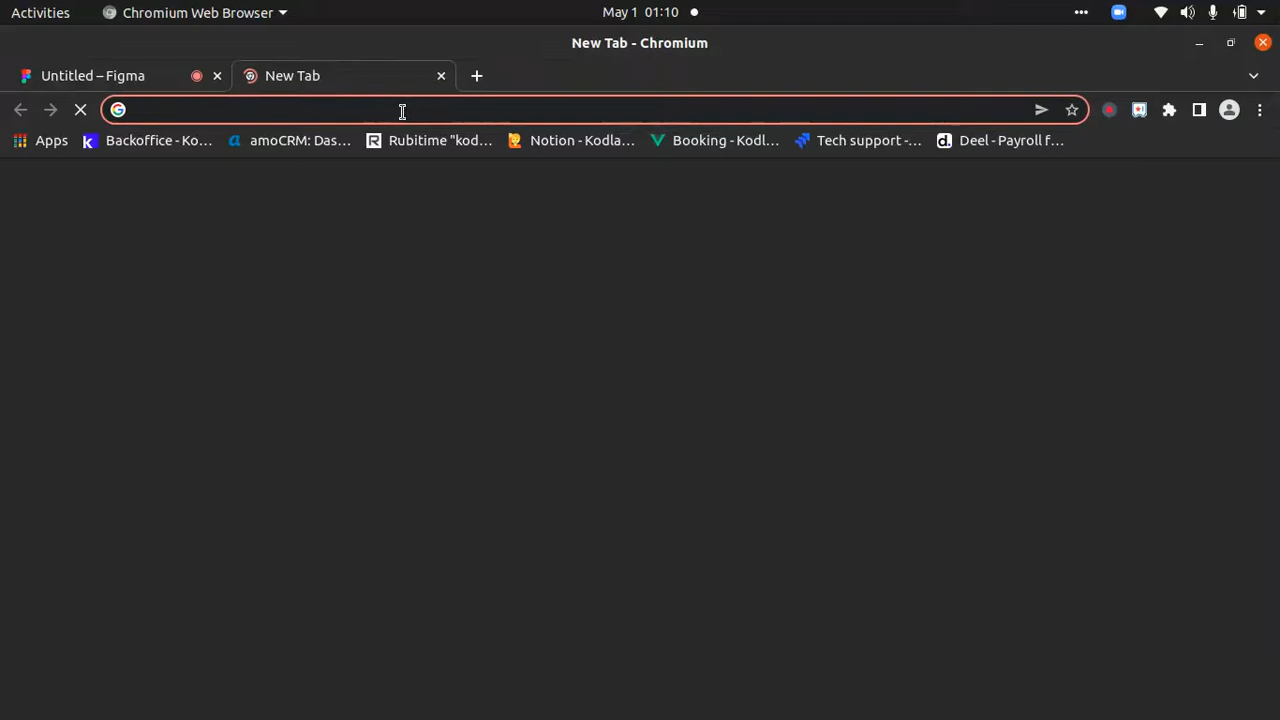 Activities Chromium Web Browser May 1 01:10
New Tab - Chromium
Untitled – Figma New Tab
Apps Backoffice - Ko... amoCRM: Das... Rubitime "kod... Notion - Kodla... Booking - Kodl... Tech support -... Deel - Payroll f...